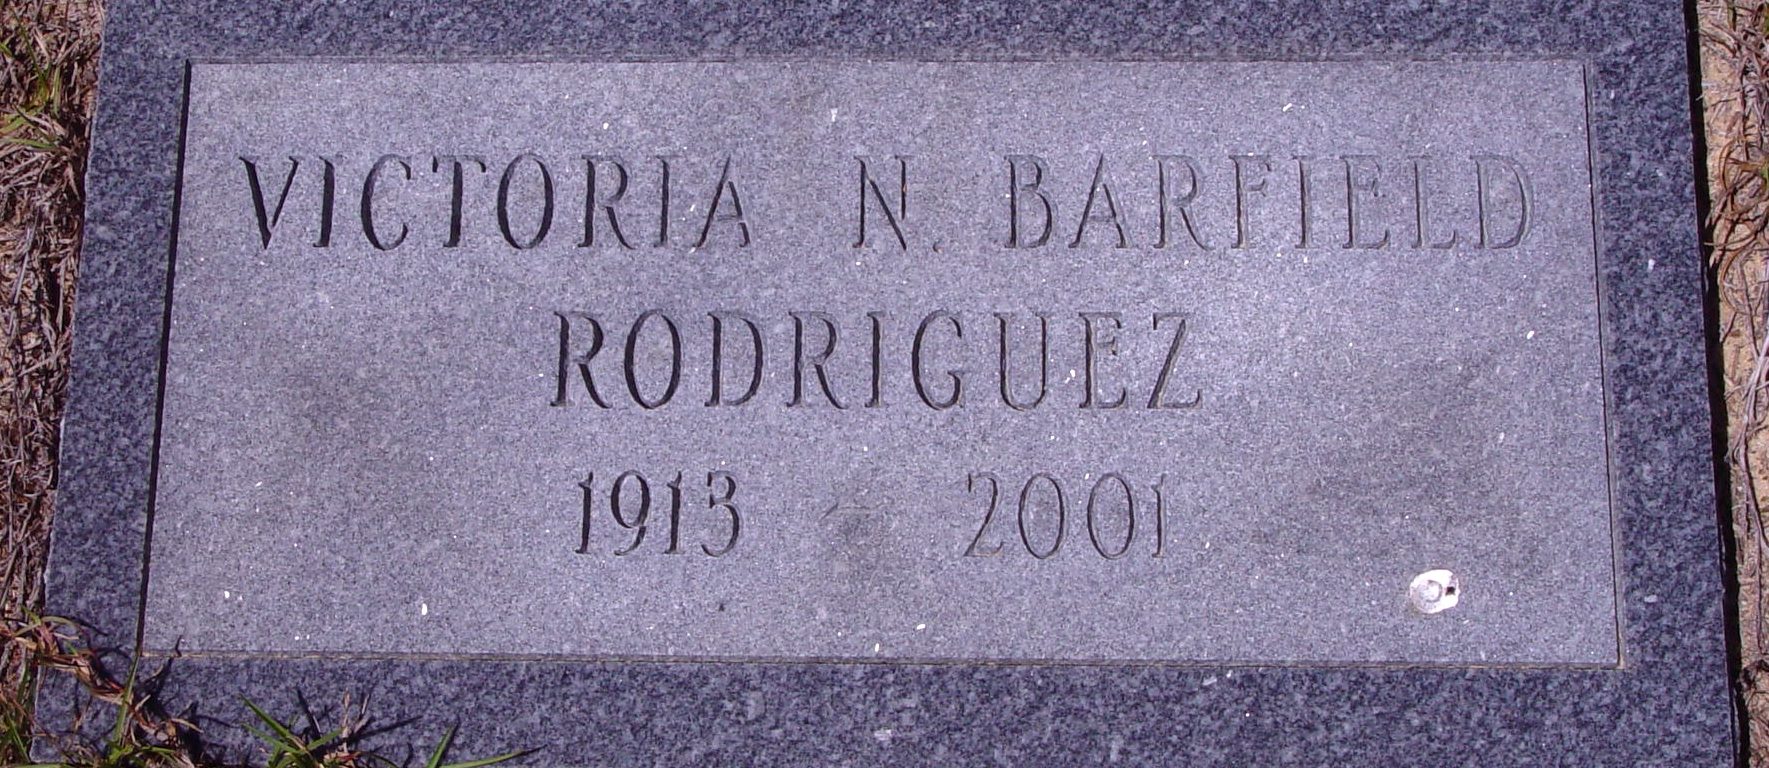 VICTORIA N. BARFIELD
RODRIGUEZ
1913 2001